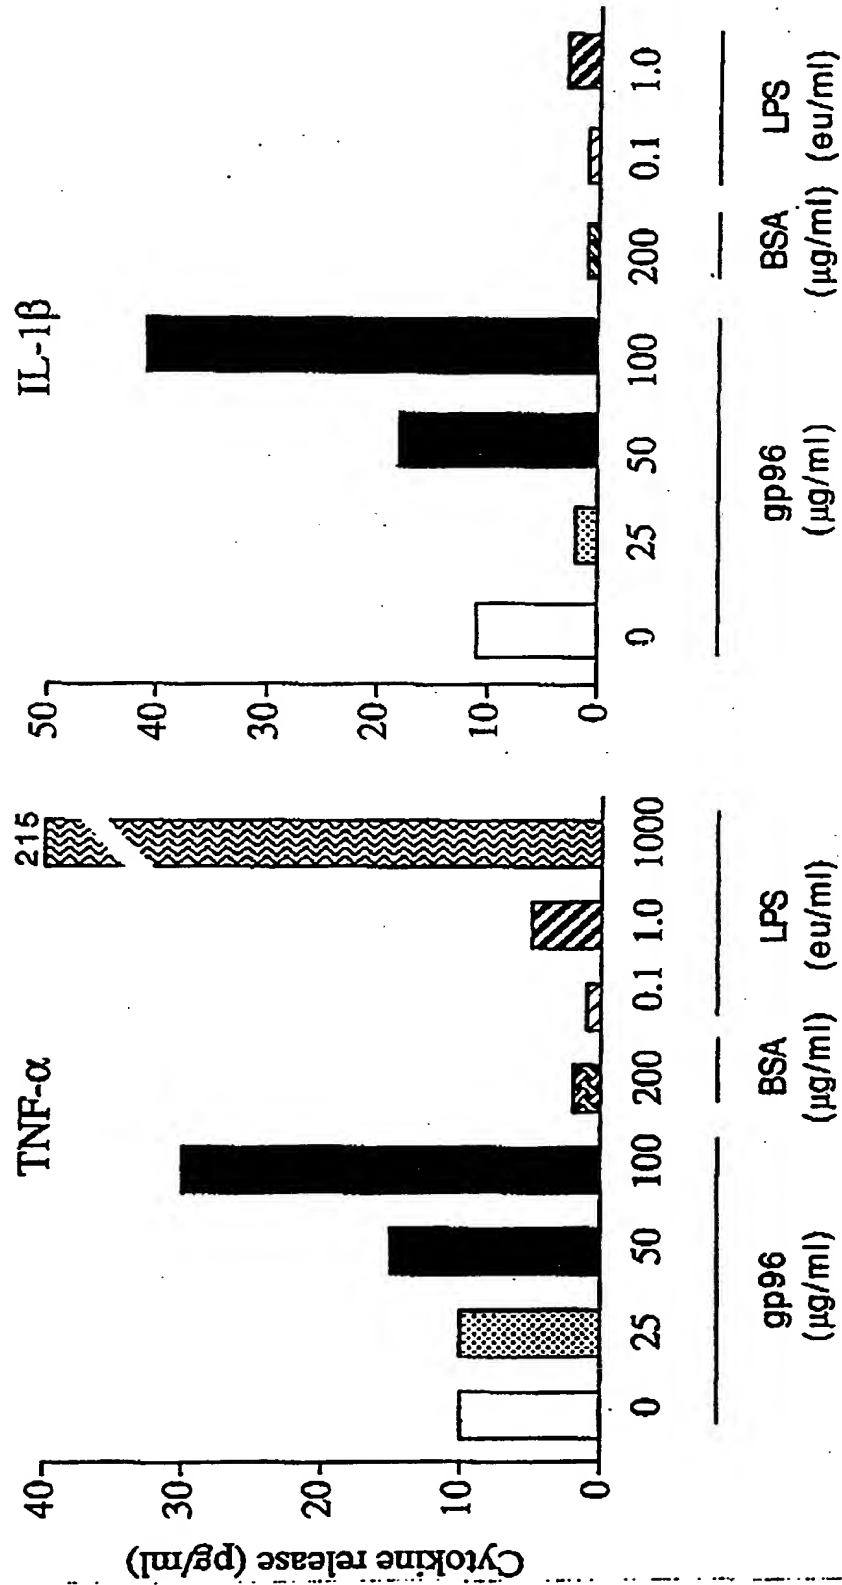 TNF-α
215
Cytokine release (pg/ml)
40
30
20
10
0
0 25 50 100 200 0.1 1.0 1000
gp96 BSA LPS
(µg/ml) (µg/ml) (eu/ml)
IL-1β
50
40
30
20
10
0
0 25 50 100 200 0.1 1.0
gp96 BSA LPS
(µg/ml) (µg/ml) (eu/ml)